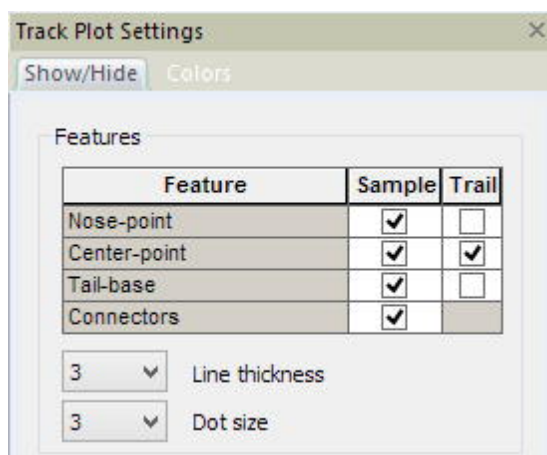 Track Plot Settings
Show/Hide Colors
Features
Feature Sample Trail
Nose-point
Center-point
Tail-base
Connectors
3 Line thickness
3 Dot size